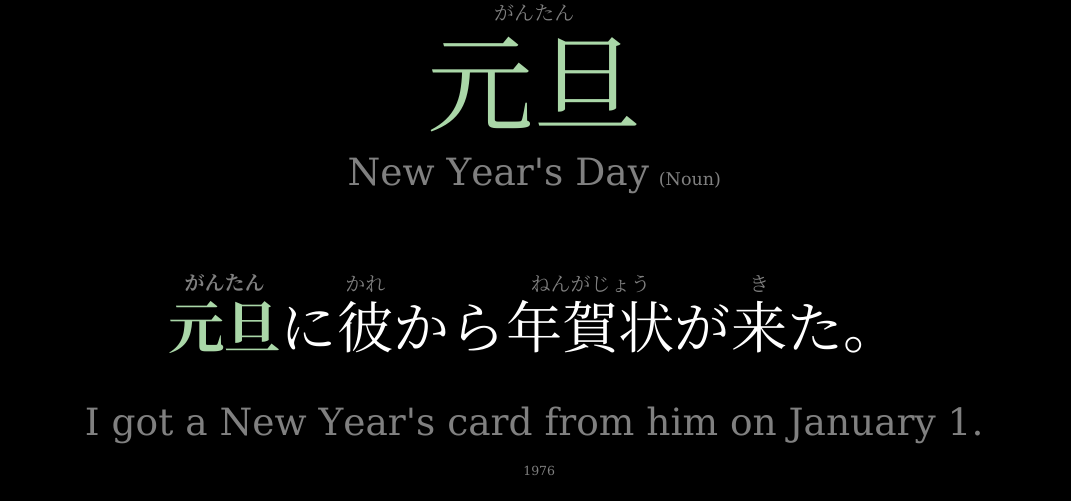 がんたん
元旦
New Year's Day (Noun)
がんたん かれ ねんがじょう き
元旦に彼から年賀状が来た。
I got a New Year's card from him on January 1.
1976